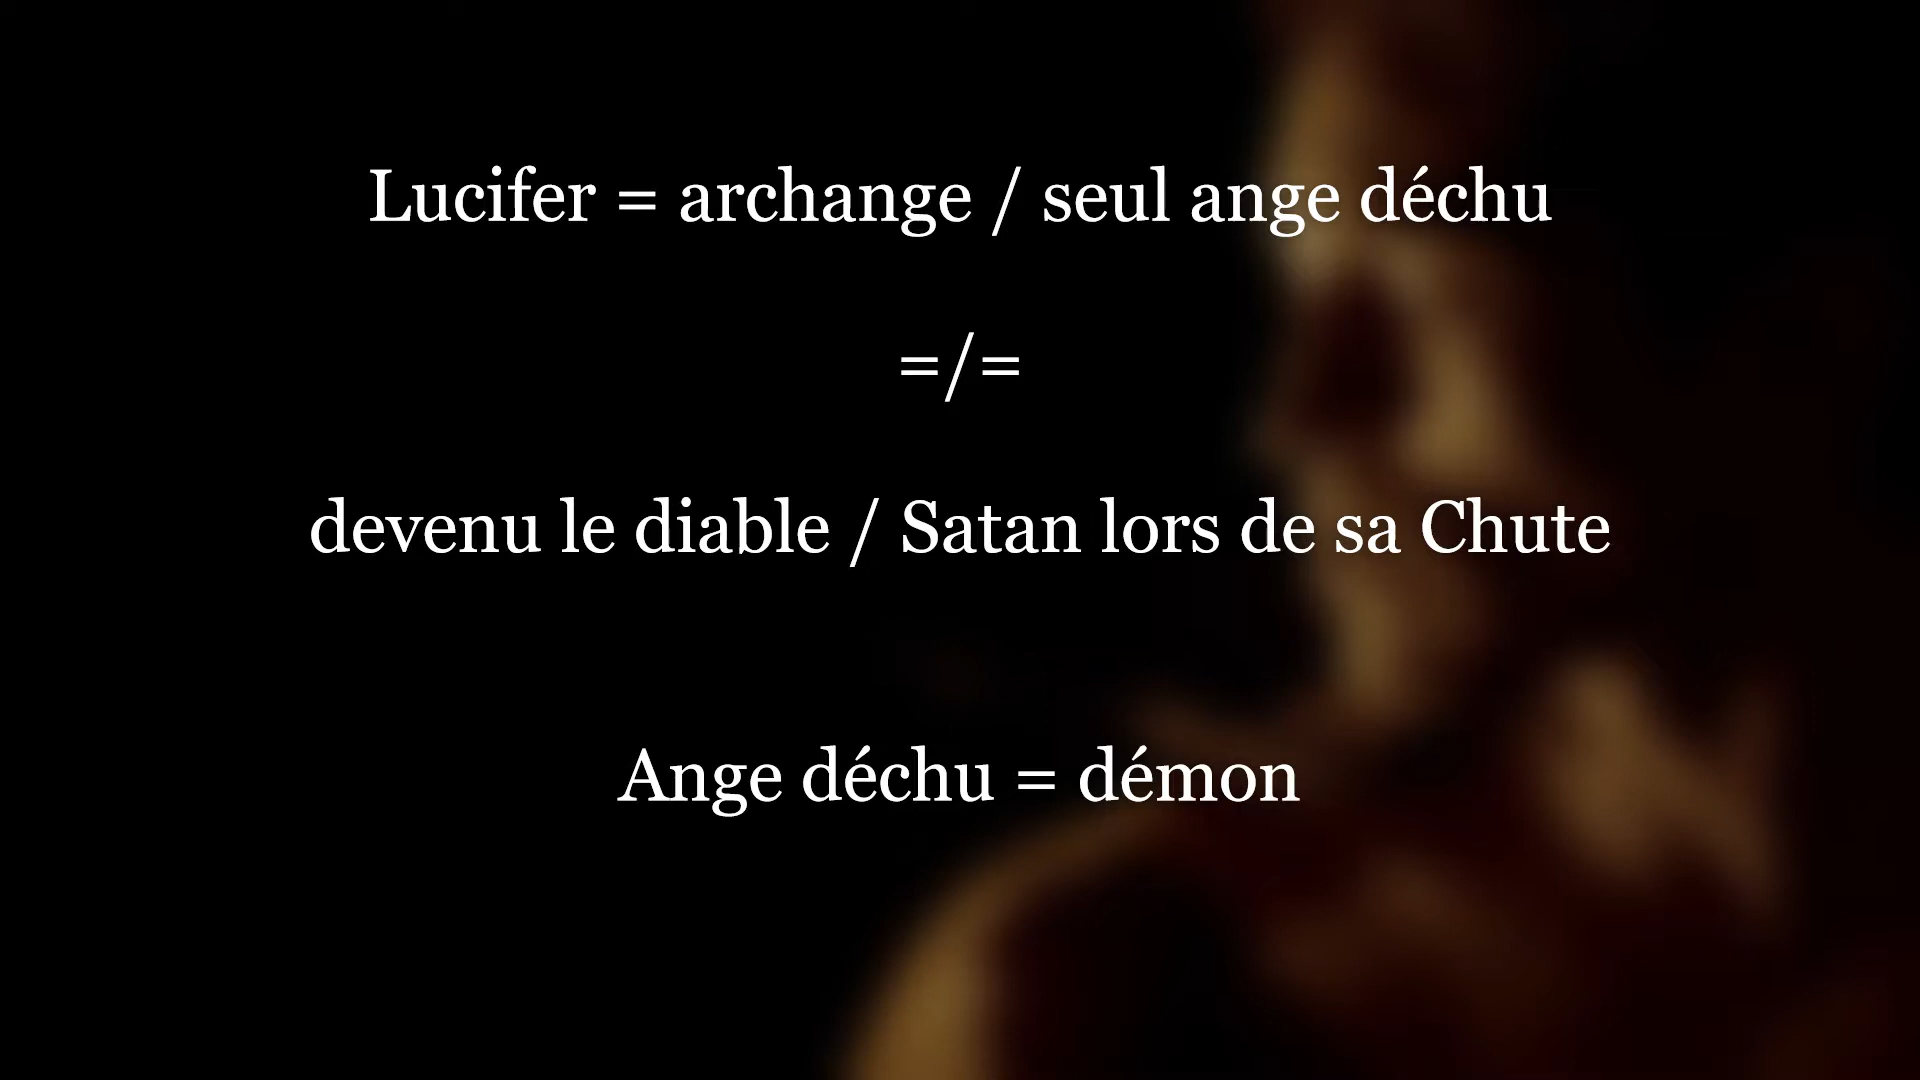 Lucifer = archange / seul ange déchu
=/=
devenu le diable / Satan lors de sa Chute
Ange déchu = démon